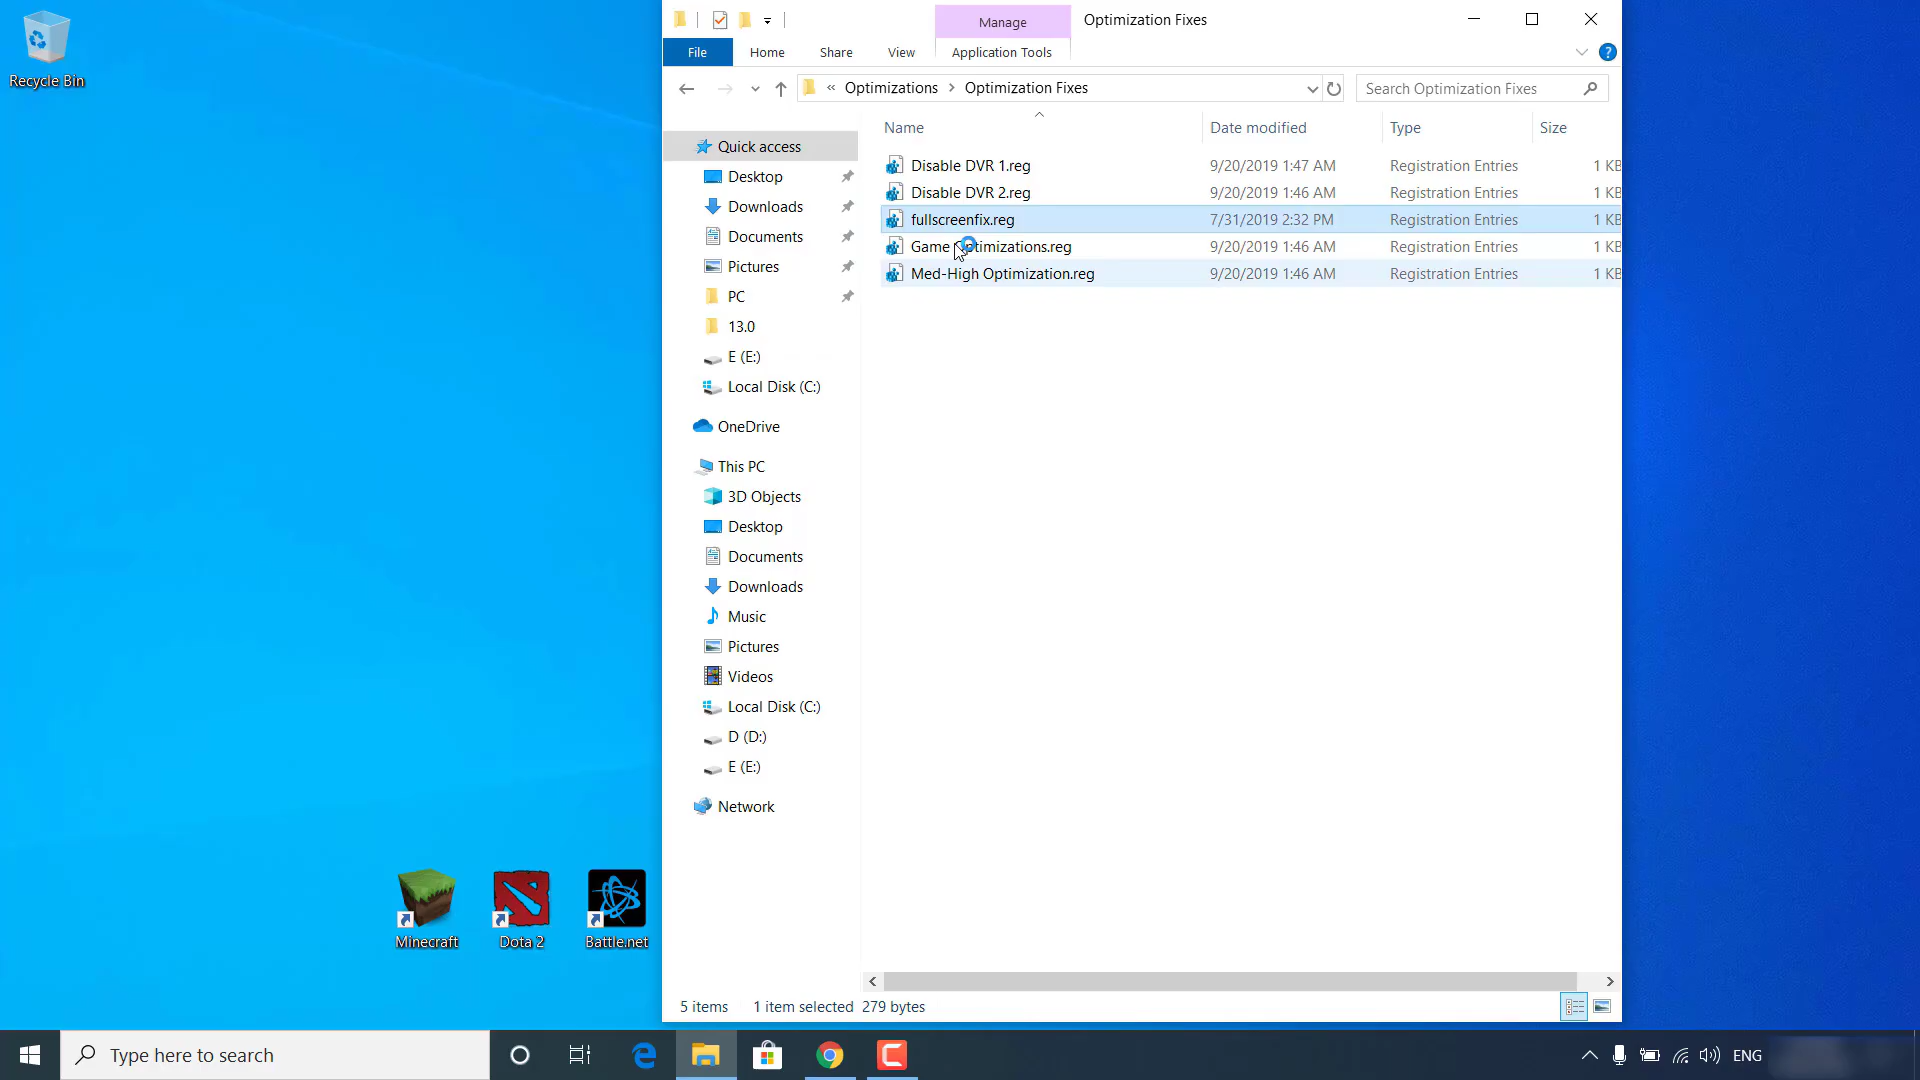 Recycle Bin
Manage
Optimization Fixes
File
Home
Share
View
Application Tools
« Optimizations > Optimization Fixes
Search Optimization Fixes
Name
Date modified
Type
Size
Disable DVR 1.reg
9/20/2019 1:47 AM
Registration Entries
1 KB
Disable DVR 2.reg
9/20/2019 1:46 AM
Registration Entries
1 KB
fullscreenfix.reg
7/31/2019 2:32 PM
Registration Entries
1 KB
Game Optimizations.reg
9/20/2019 1:46 AM
Registration Entries
1 KB
Med-High Optimization.reg
9/20/2019 1:46 AM
Registration Entries
1 KB
Quick access
Desktop
Downloads
Documents
Pictures
PC
13.0
E (E:)
Local Disk (C:)
OneDrive
This PC
3D Objects
Desktop
Documents
Downloads
Music
Pictures
Videos
Local Disk (C:)
D (D:)
E (E:)
Network
Minecraft
Dota 2
Battle.net
5 items
1 item selected 279 bytes
Type here to search
ENG